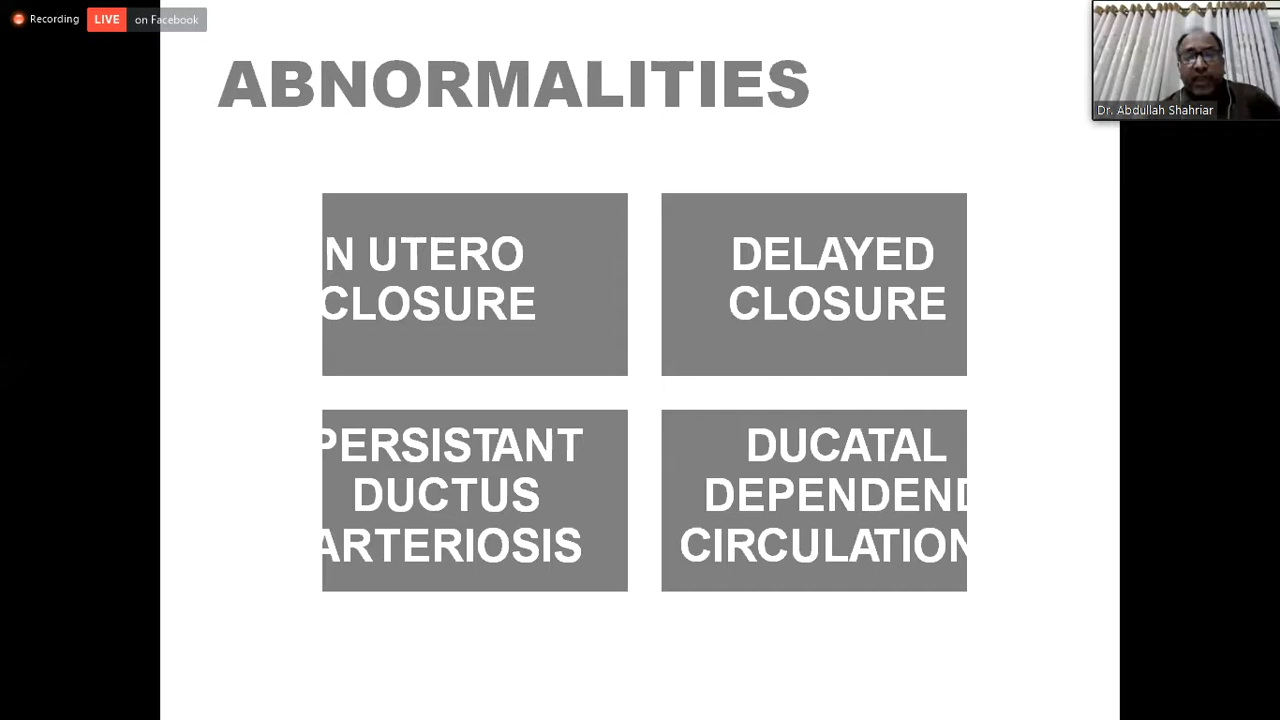 Recording
LIVE on Facebook
ABNORMALITIES
Dr. Abdullah Shahriar
N UTERO
CLOSURE
DELAYED
CLOSURE
PERSISTANT
DUCTUS
ARTERIOSIS
DUCATAL
DEPENDEND
CIRCULATION